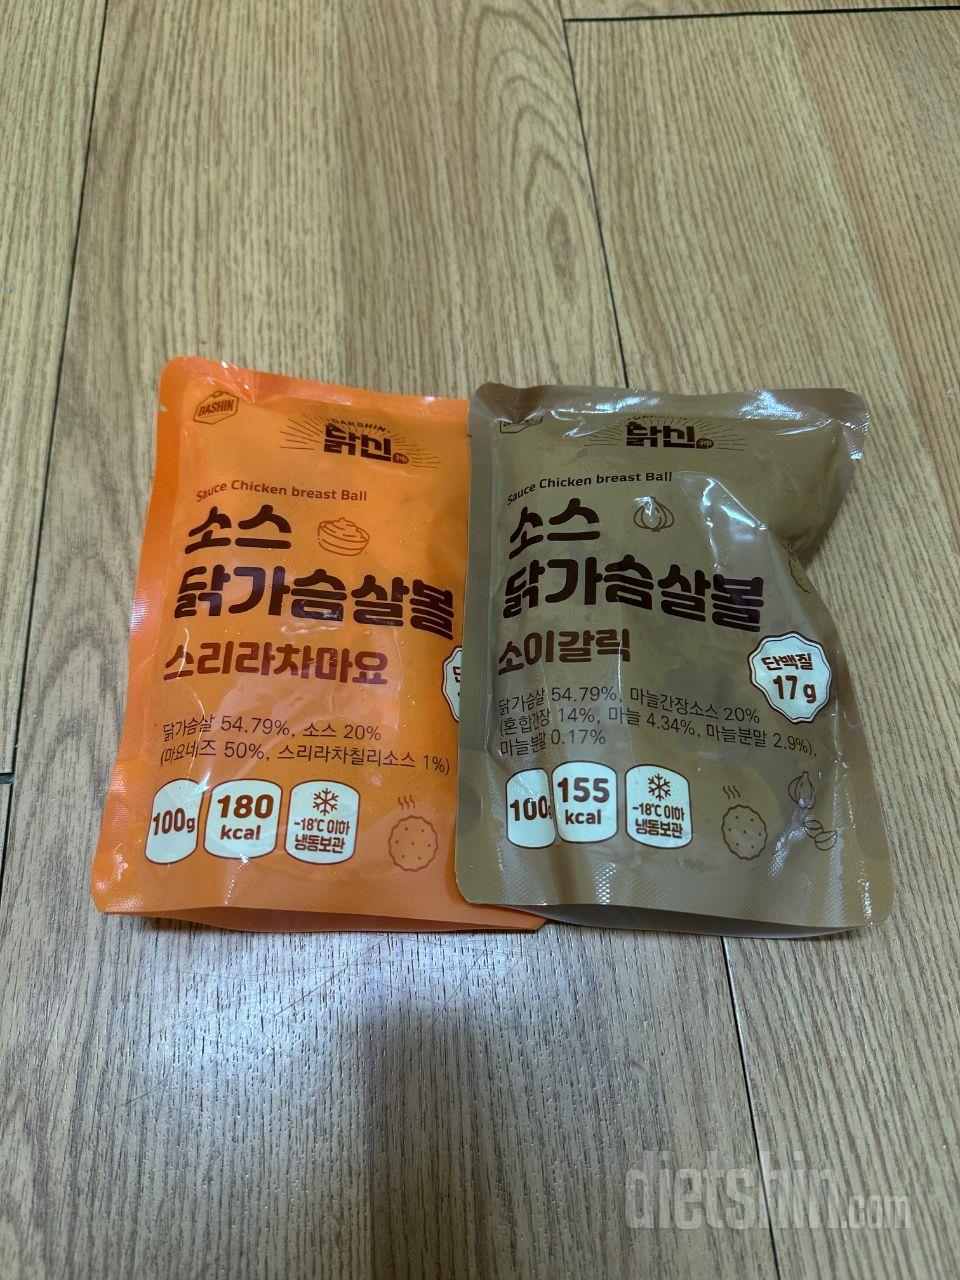 DASHIN
DAKSHIN
닭신
神
Sauce Chicken breast Ball
소스
닭가슴살볼
스리라차마요
닭가슴살 54.79%, 소스 20%
(마요네즈 50%, 스리라차칠리소스 1%)
100g
180
kcal
-18℃ 이하
냉동보관
닭신
神
Sauce Chicken breast Ball
소스
닭가슴살볼
소이갈릭
단백질
17g
닭가슴살 54.79%, 마늘간장소스 20%
(혼합간장 14%, 마늘 4.34%, 마늘분말 2.9%),
마늘분말 0.17%
100g
155
kcal
-18℃ 이하
냉동보관
dietshin.com